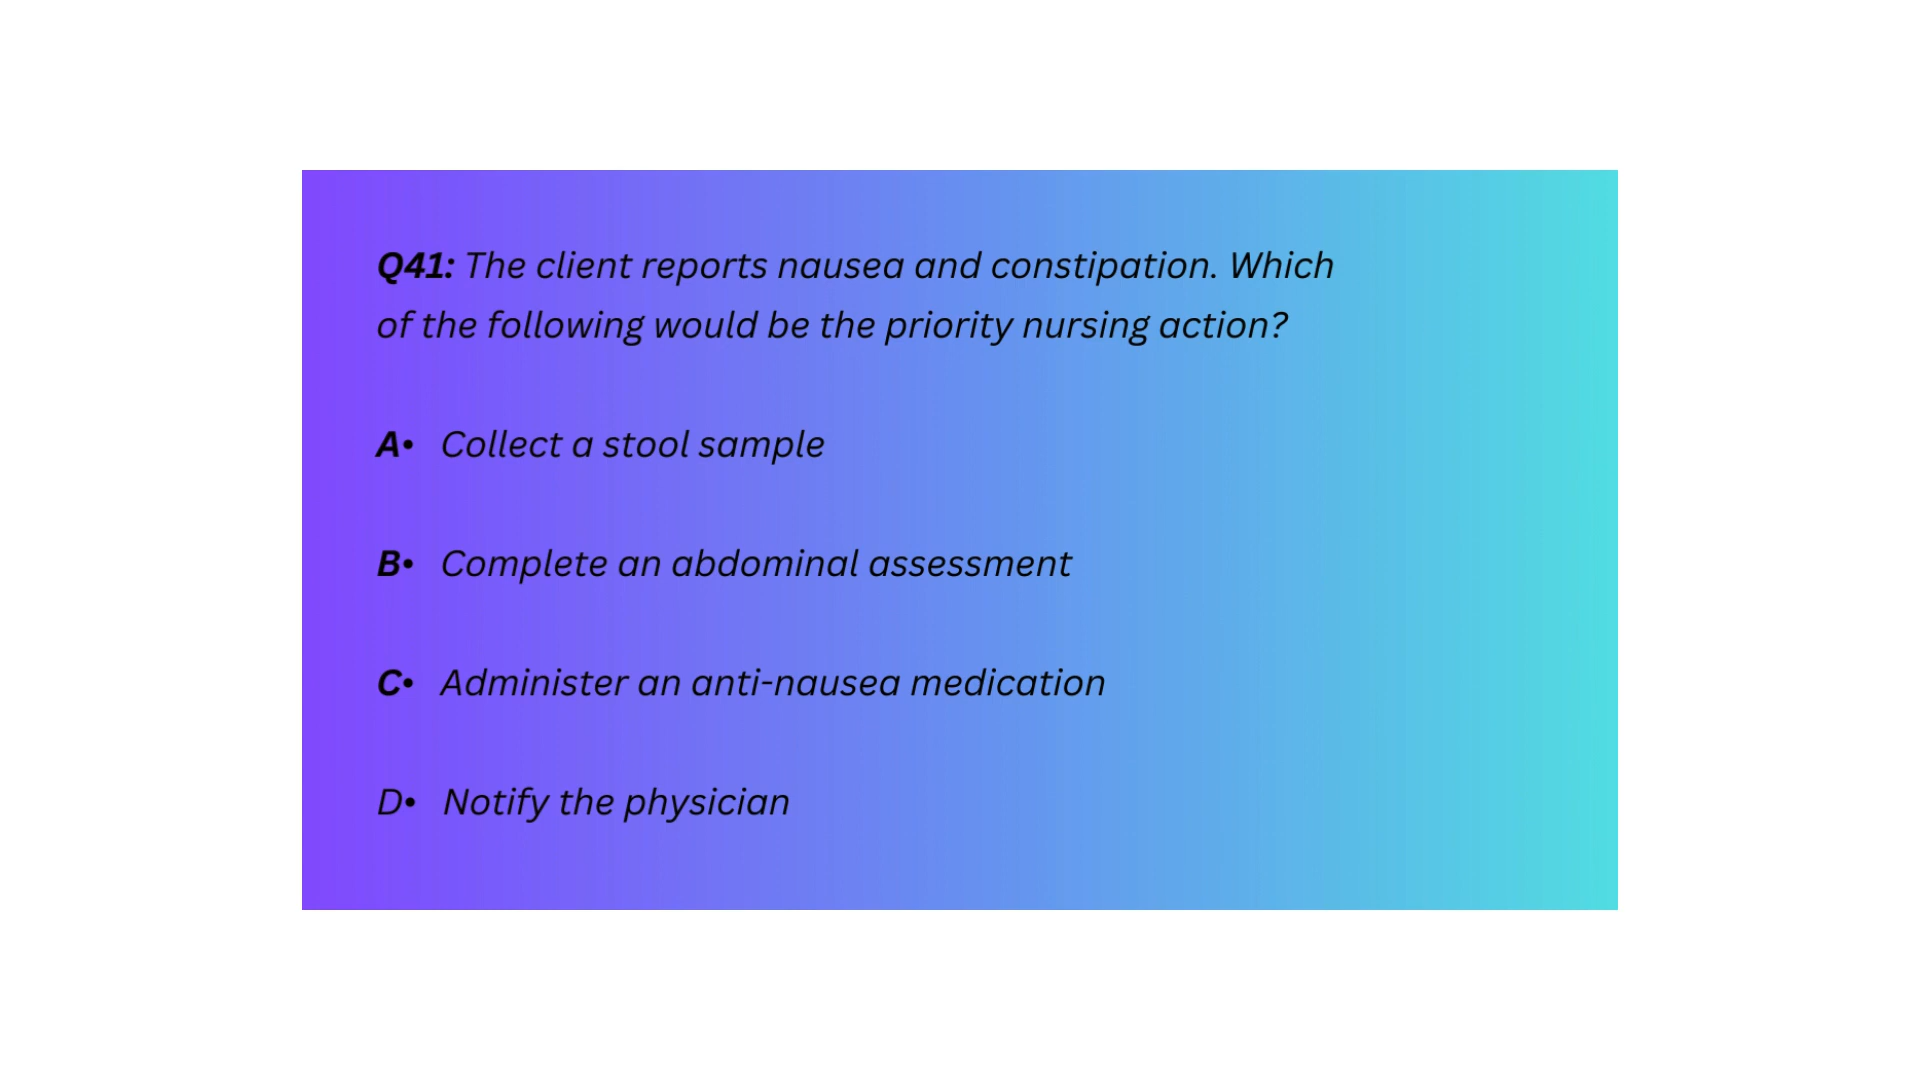 Q41: The client reports nausea and constipation. Which
of the following would be the priority nursing action?
A• Collect a stool sample
B• Complete an abdominal assessment
C• Administer an anti-nausea medication
D• Notify the physician